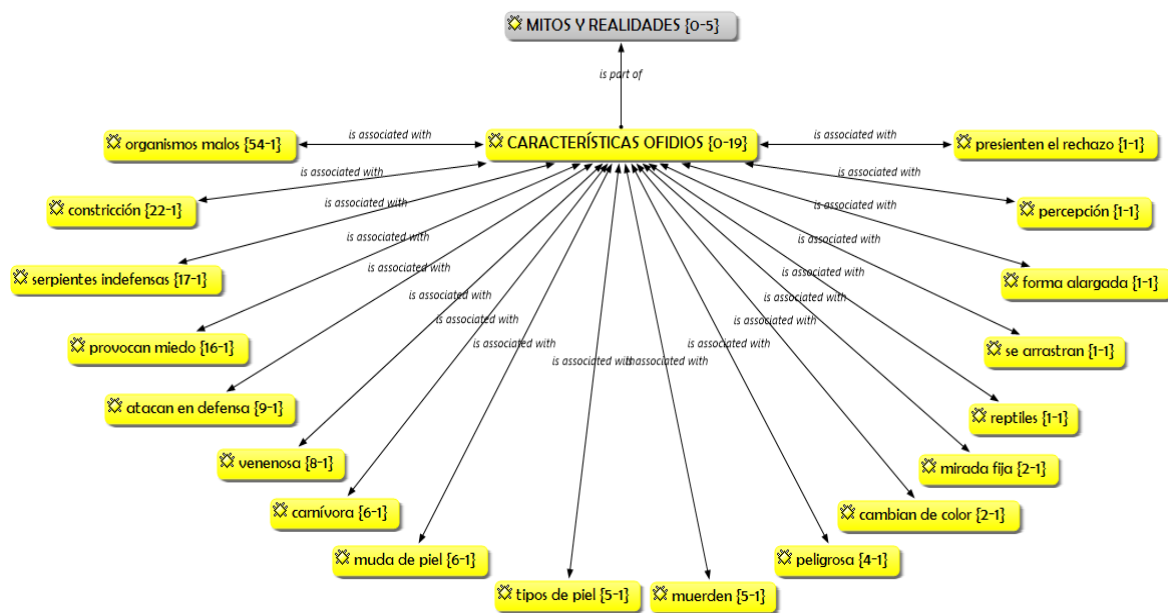 MITOS Y REALIDADES {0-5}
is part of
organismos malos {54-1}
is associated with
CARACTERÍSTICAS OFIDIOS {0-19}
is associated with
presienten el rechazo {1-1}
is associated with
is associated with
constricción {22-1}
percepción {1-1}
is associated with
is associated with
serpientes indefensas {17-1}
is associated with
is associated with
forma alargada {1-1}
is associated with
is associated with
provocan miedo {16-1}
is associated with
is associated with
se arrastran {1-1}
is associated with
is associated with
atacan en defensa {9-1}
is associated with
is associated with
reptiles {1-1}
is associated with
is associated with
venenosa {8-1}
mirada fija {2-1}
carnívora {6-1}
cambian de color {2-1}
muda de piel {6-1}
peligrosa {4-1}
tipos de piel {5-1}
muerden {5-1}